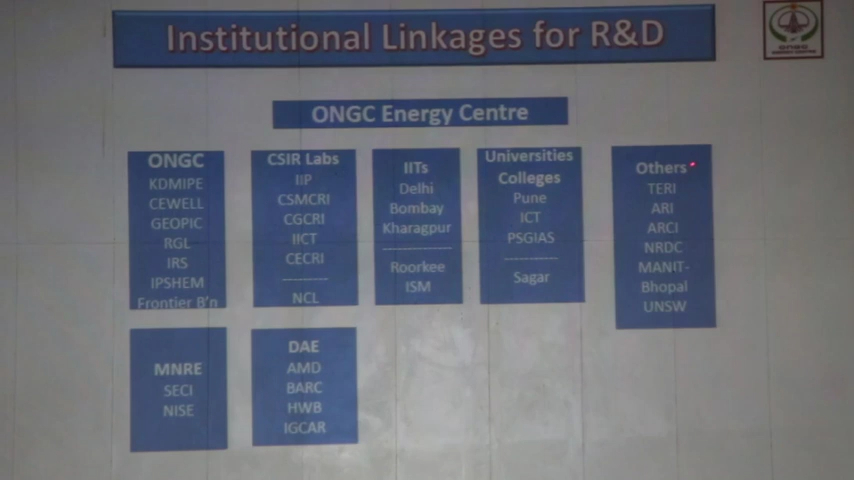 Institutional Linkages for R&D
ONGC Energy Centre
ONGC
KDMIPE
CEWELL
GEOPIC
RGL
IRS
IPSHEM
Frontier B'n
CSIR Labs
IIP
CSMCRI
CGCRI
IICT
CECRI
----------
NCL
IITs
Delhi
Bombay
Kharagpur
---------------
Roorkee
ISM
Universities
Colleges
Pune
ICT
PSGIAS
------------
Sagar
Others
TERI
ARI
ARCI
NRDC
MANIT-
Bhopal
UNSW
MNRE
SECI
NISE
DAE
AMD
BARC
HWB
IGCAR